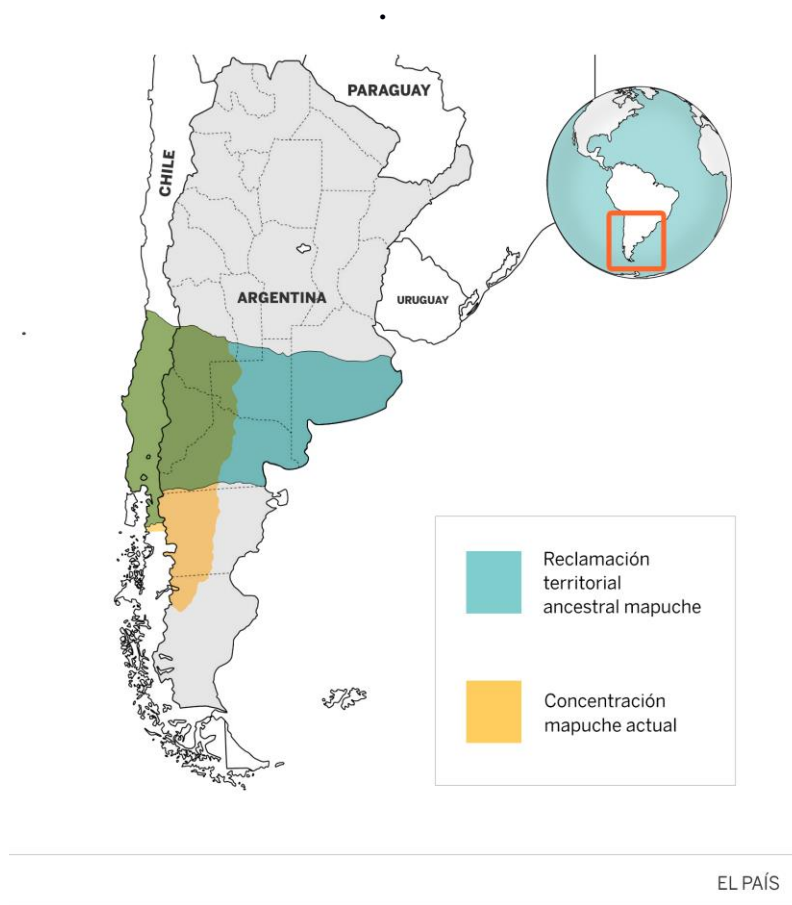 PARAGUAY
CHILE
ARGENTINA
URUGUAY
Reclamación
territorial
ancestral mapuche
Concentración
mapuche actual
EL PAÍS